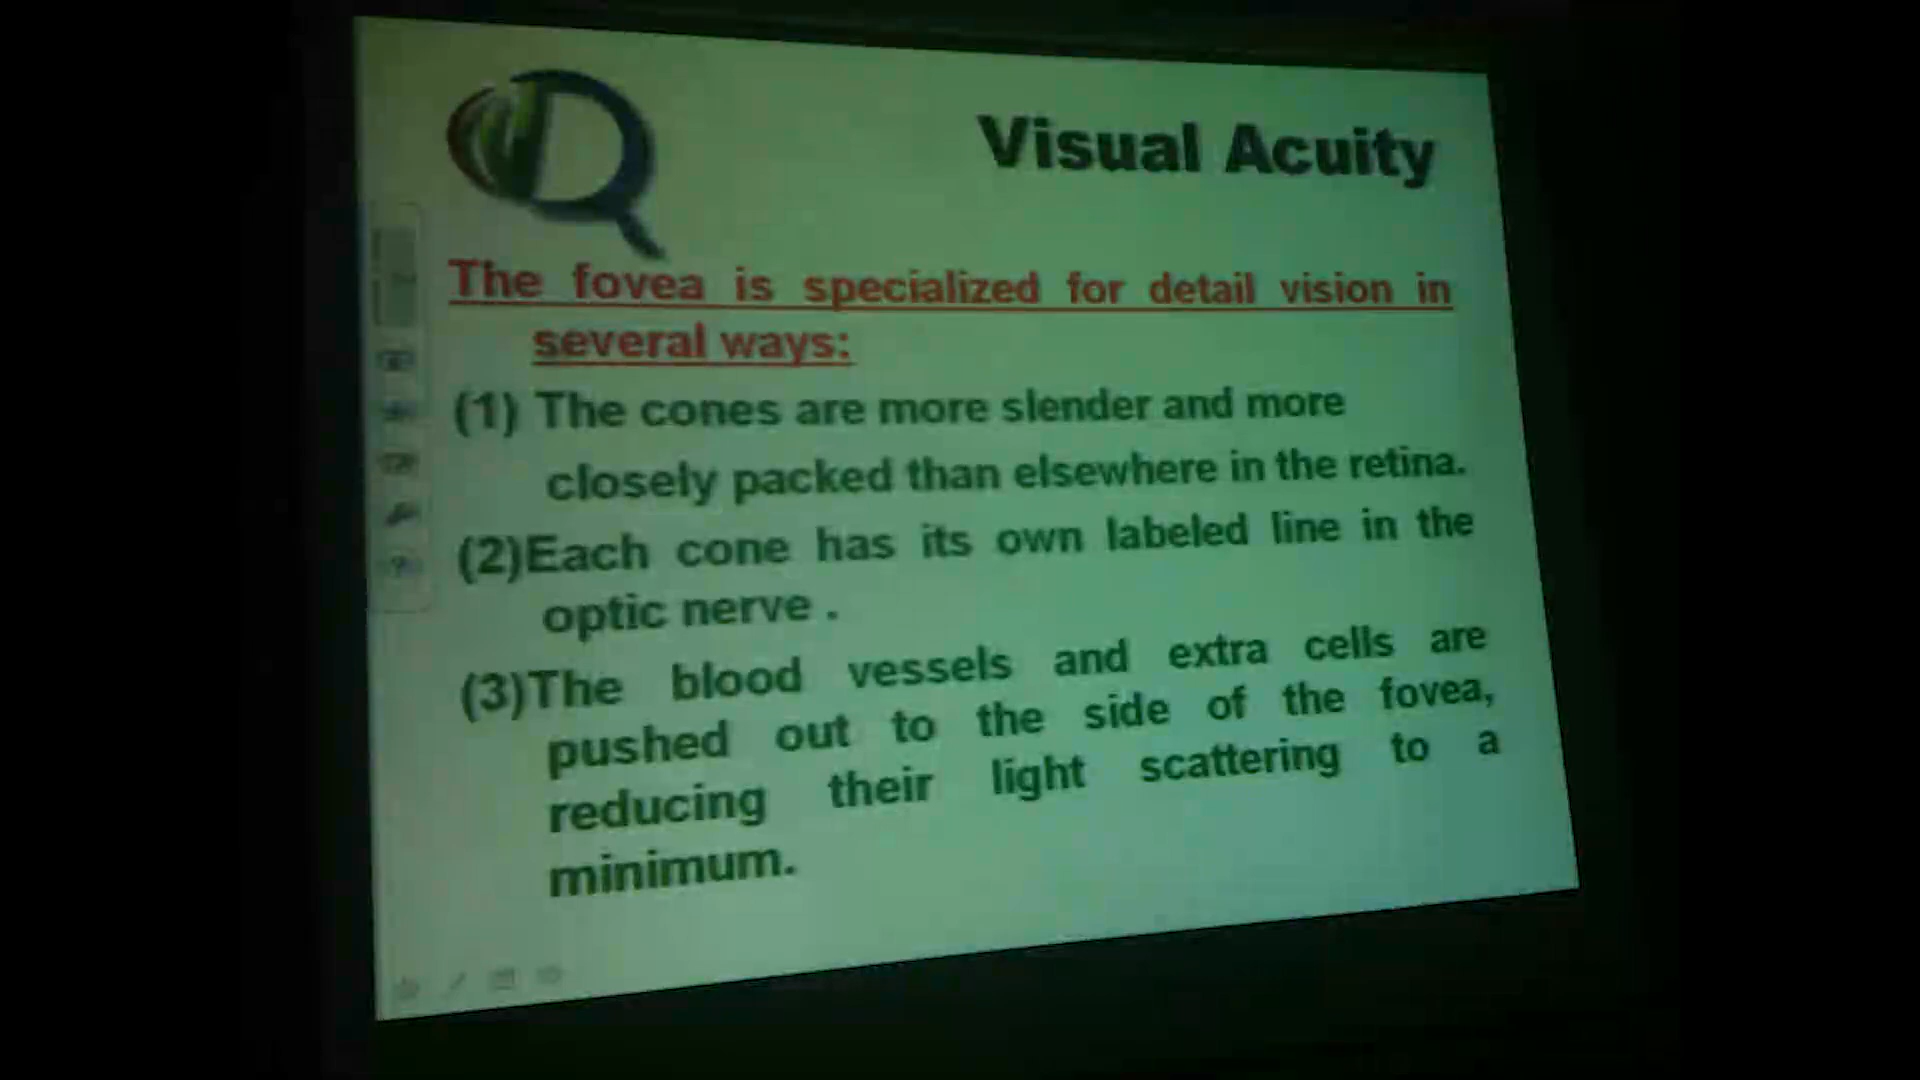 Visual Acuity
The fovea is specialized for detail vision in
several ways:
(1) The cones are more slender and more
closely packed than elsewhere in the retina.
(2)Each cone has its own labeled line in the
optic nerve .
(3)The blood vessels and extra cells are
pushed out to the side of the fovea,
reducing their light scattering to a
minimum.